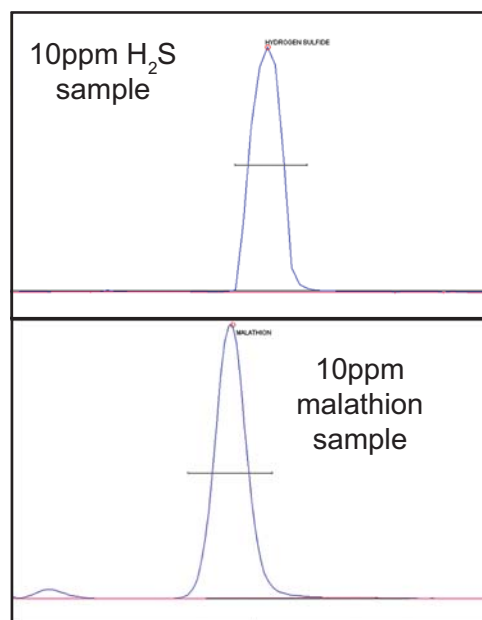 HYDROGEN SULFIDE
10ppm H₂S
sample
MALATHION
10ppm
malathion
sample